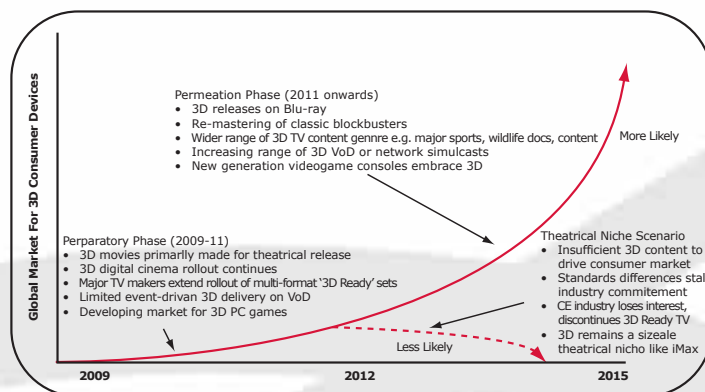 Global Market For 3D Consumer Devices
Permeation Phase (2011 onwards)
• 3D releases on Blu-ray
• Re-mastering of classic blockbusters
• Wider range of 3D TV content gennre e.g. major sports, wildlife docs, content
• Increasing range of 3D VoD or network simulcasts
• New generation videogame consoles embrace 3D
More Likely
Perparatory Phase (2009-11)
• 3D movies primarlly made for theatrical release
• 3D digital cinema rollout continues
• Major TV makers extend rollout of multi-format ‘3D Ready’ sets
• Limited event-drivan 3D delivery on VoD
• Developing market for 3D PC games
Theatrical Niche Scenario
• Insufficient 3D content to
drive consumer market
• Standards differences stal
industry commitement
• CE industry loses interest,
discontinues 3D Ready TV
• 3D remains a sizeale
theatrical nicho like iMax
Less Likely
2009
2012
2015